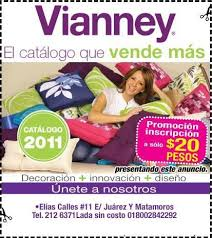 Vianney®
El catálogo que vende más
CATÁLOGO
2011
Promoción
inscripción
a sólo $20
PESOS
presentando este anuncio.
Decoración + innovación + diseño
Únete a nosotros
•Elías Calles #11 E/ Juárez Y Matamoros
Tel. 212 6371Lada sin costo 018002842292